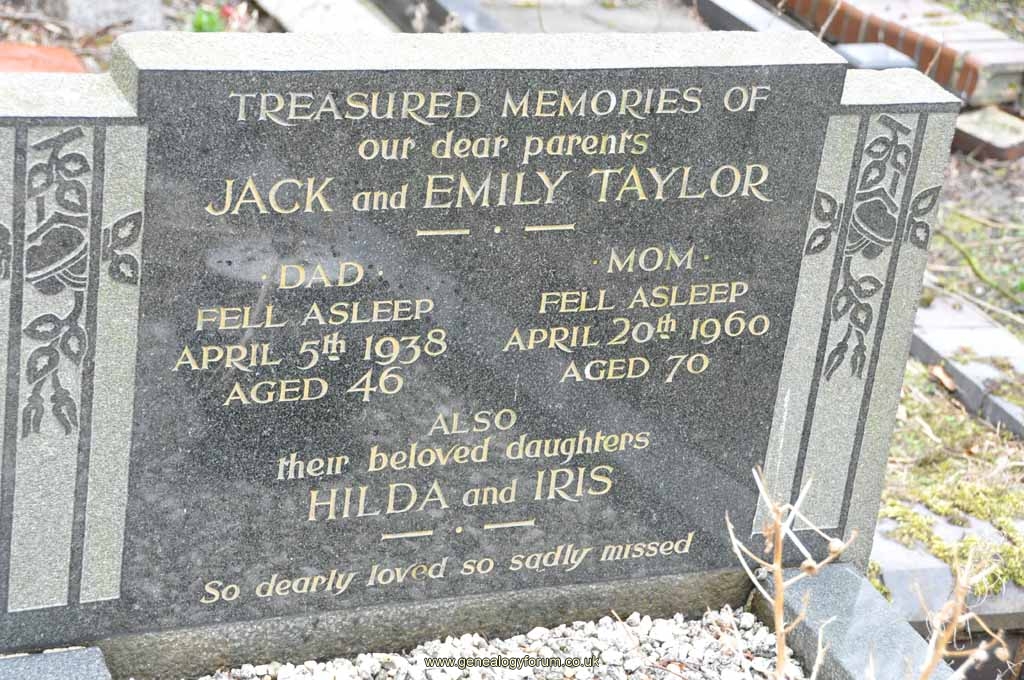 TREASURED MEMORIES OF
our dear parents
JACK and EMILY TAYLOR
· DAD ·
FELL ASLEEP
APRIL 5th 1938
AGED 46
· MOM ·
FELL ASLEEP
APRIL 20th 1960
AGED 70
ALSO
their beloved daughters
HILDA and IRIS
So dearly loved so sadly missed
www.genealogyforum.co.uk